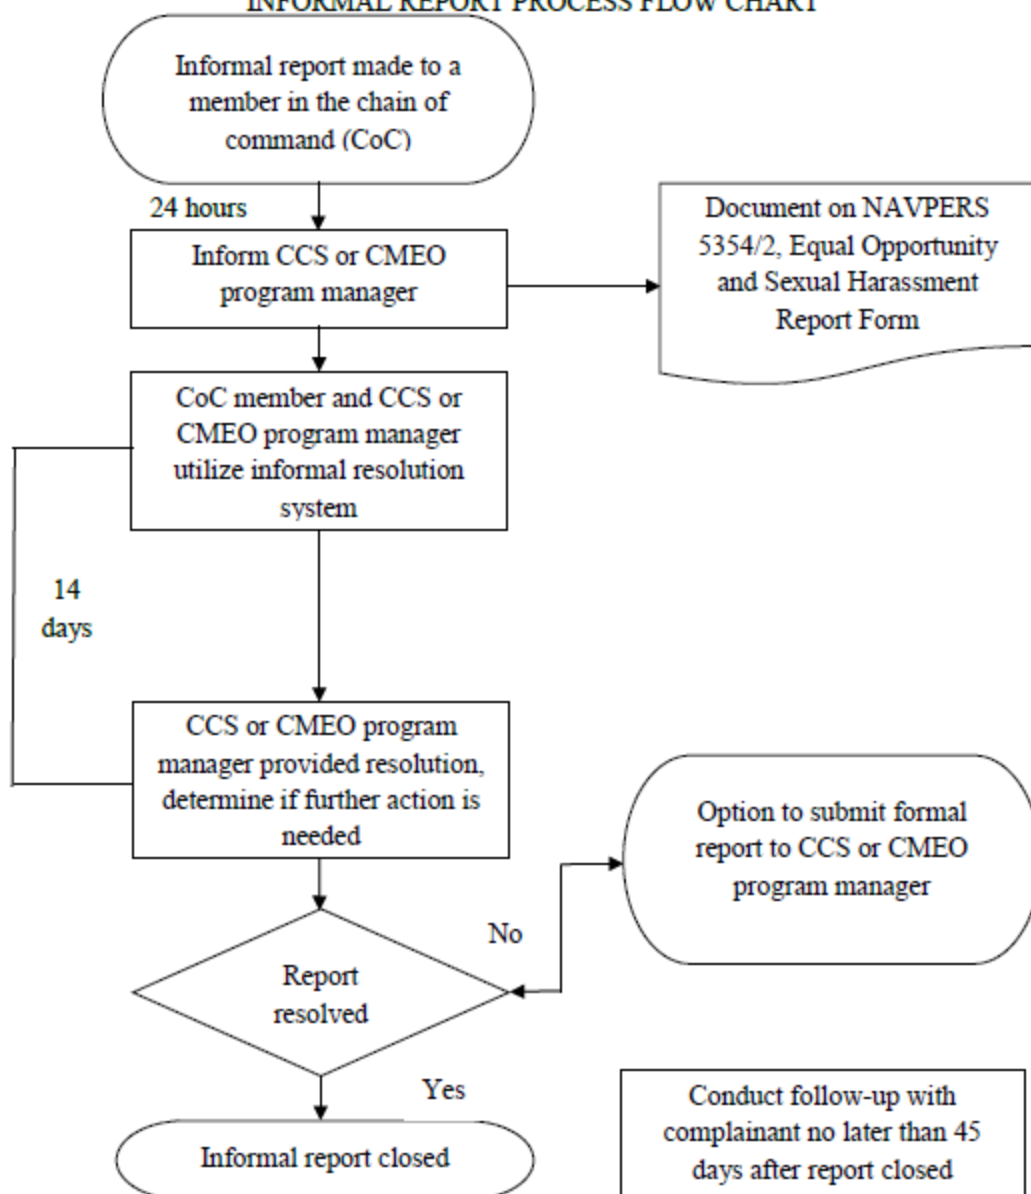 INFORMAL REPORT PROCESS FLOW CHART
Informal report made to a
member in the chain of
command (CoC)
24 hours
Inform CCS or CMEO
program manager
Document on NAVPERS
5354/2, Equal Opportunity
and Sexual Harassment
Report Form
CoC member and CCS or
CMEO program manager
utilize informal resolution
system
14
days
CCS or CMEO program
manager provided resolution,
determine if further action is
needed
Option to submit formal
report to CCS or CMEO
program manager
No
Report
resolved
Yes
Informal report closed
Conduct follow-up with
complainant no later than 45
days after report closed